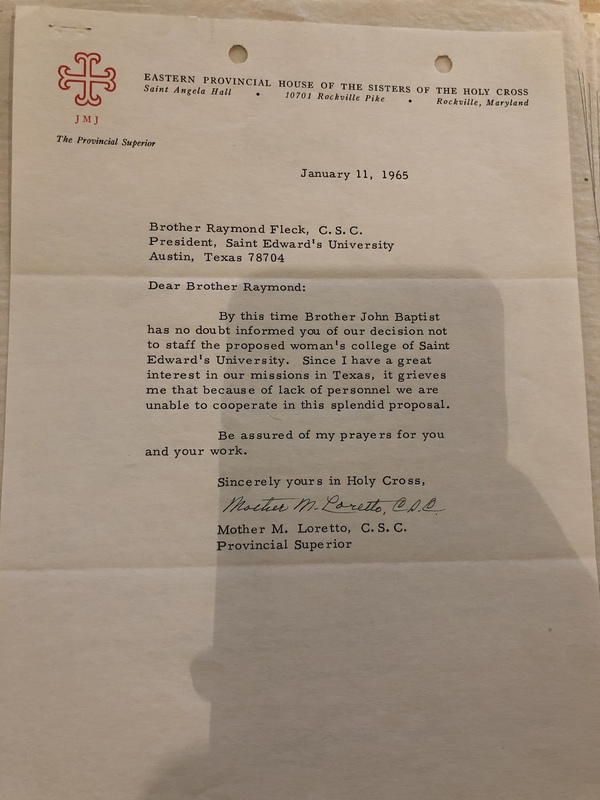 EASTERN PROVINCIAL HOUSE OF THE SISTERS OF THE HOLY CROSS
Saint Angela Hall • 10701 Rockville Pike • Rockville, Maryland
JMJ
The Provincial Superior
January 11, 1965
Brother Raymond Fleck, C.S.C.
President, Saint Edward's University
Austin, Texas 78704
Dear Brother Raymond:
By this time Brother John Baptist
has no doubt informed you of our decision not
to staff the proposed woman's college of Saint
Edward's University. Since I have a great
interest in our missions in Texas, it grieves
me that because of lack of personnel we are
unable to cooperate in this splendid proposal.
Be assured of my prayers for you
and your work.
Sincerely yours in Holy Cross,
Mother M. Loretto, C.S.C.
Mother M. Loretto, C.S.C.
Provincial Superior